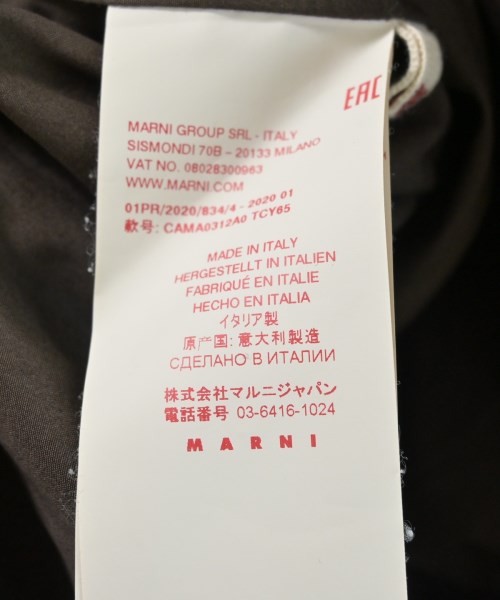 EAC
MARNI GROUP SRL - ITALY
SISMONDI 70B – 20133 MILANO
VAT NO. 08028300963
WWW.MARNI.COM
01PR/2020/834/4 - 2020 01
款号: CAMA0312A0 TCY65
MADE IN ITALY
HERGESTELLT IN ITALIEN
FABRIQUÉ EN ITALIE
HECHO EN ITALIA
イタリア製
原产国: 意大利製造
СДЕЛАНО В ИТАЛИИ
株式会社マルニジャパン
電話番号 03-6416-1024
MARNI